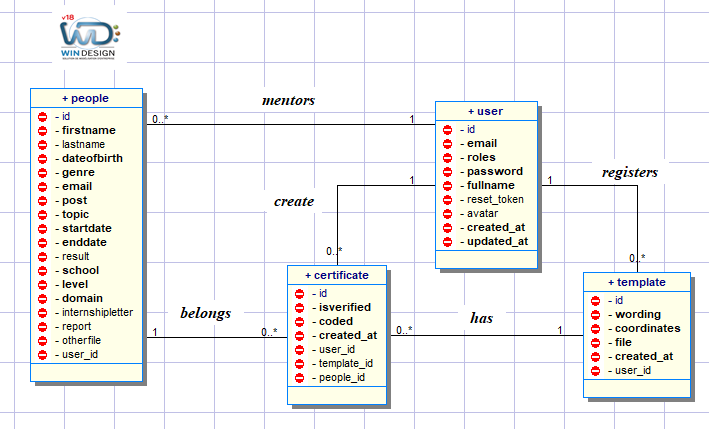 v18
WD:
WINDESIGN
+ people
- id
- firstname
- lastname
- dateofbirth
- genre
- email
- post
- topic
- startdate
- enddate
- result
- school
- level
- domain
- internshipletter
- report
- otherfile
- user_id
mentors
0..*
1
+ user
- id
- email
- roles
- password
- fullname
- reset_token
- avatar
- created_at
- updated_at
registers
1
0..*
create
1
0..*
+ certificate
- id
- isverified
- coded
- created_at
- user_id
- template_id
- people_id
belongs
1
0..*
has
0..*
1
+ template
- id
- wording
- coordinates
- file
- created_at
- user_id